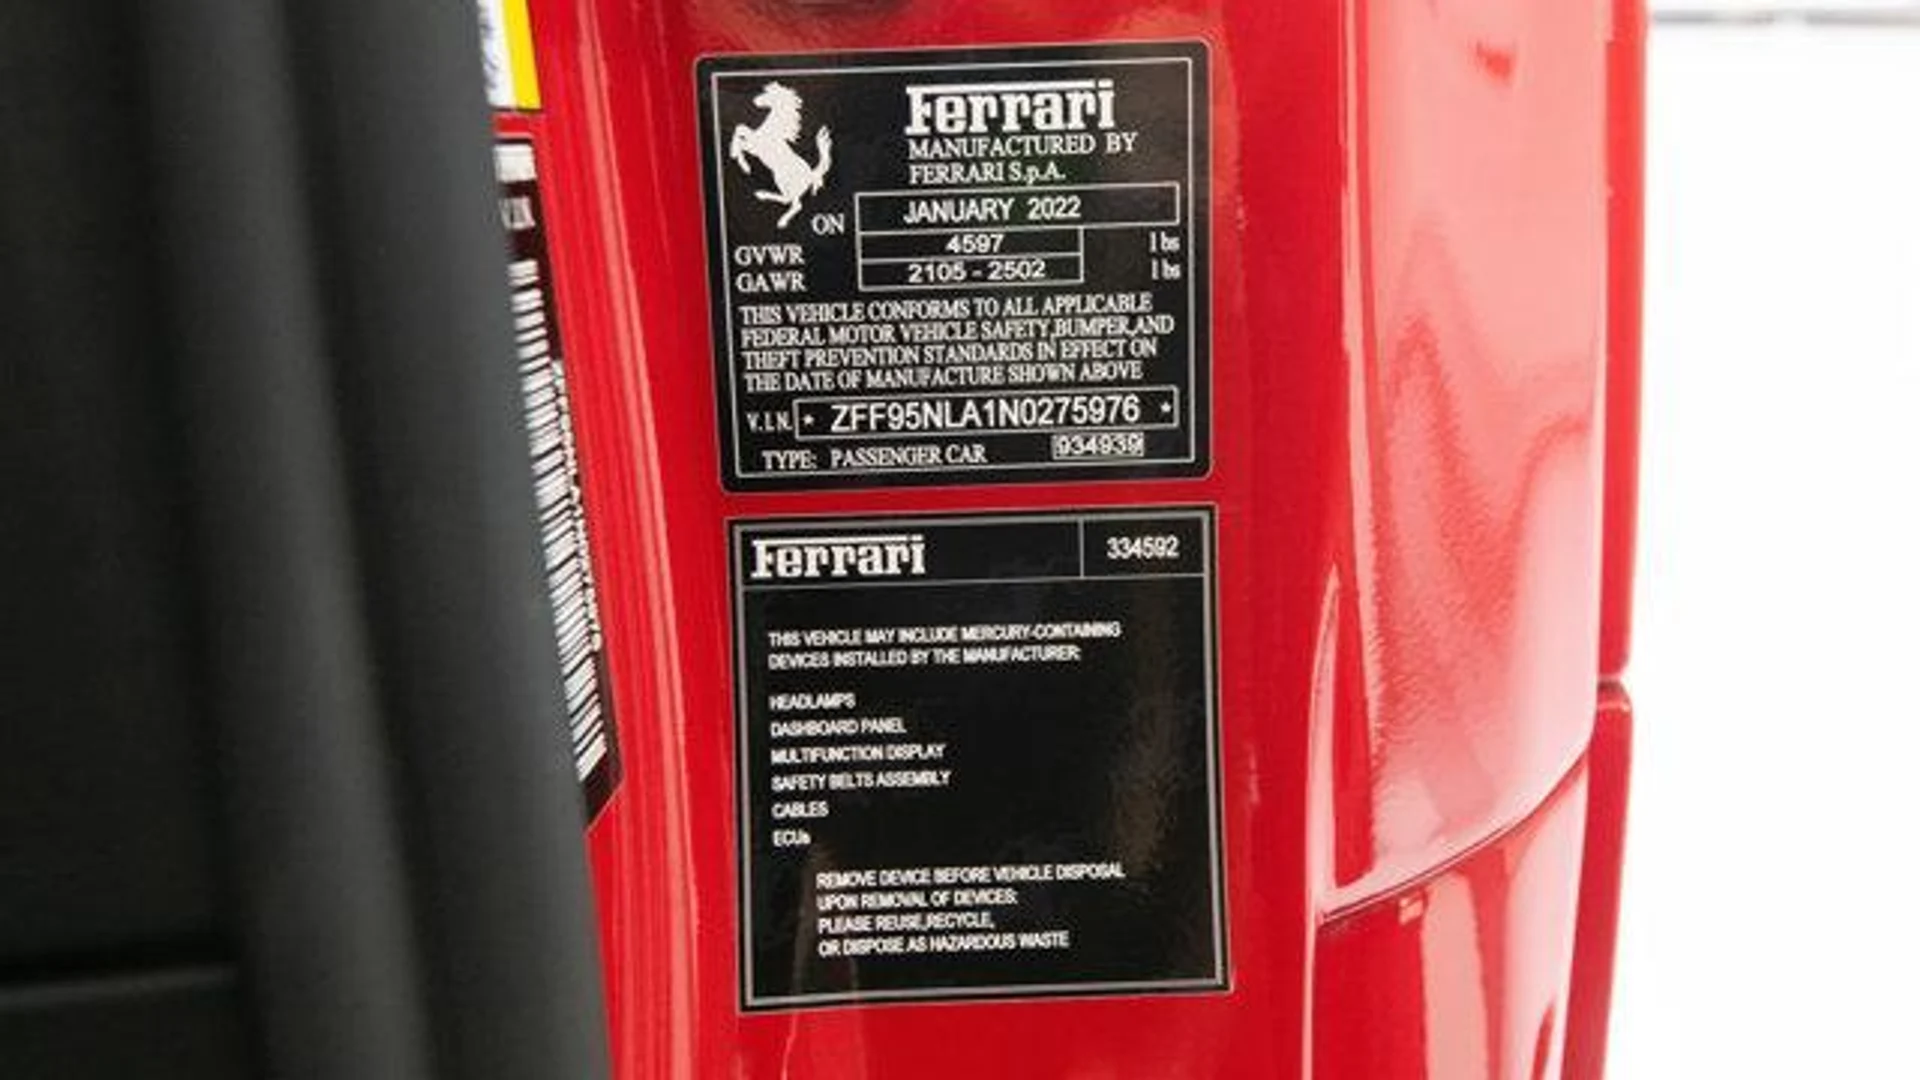 Ferrari
MANUFACTURED BY
FERRARI S.p.A.
ON JANUARY 2022
GVWR 4597 lbs
GAWR 2105 - 2502 lbs
THIS VEHICLE CONFORMS TO ALL APPLICABLE
FEDERAL MOTOR VEHICLE SAFETY,BUMPER,AND
THEFT PREVENTION STANDARDS IN EFFECT ON
THE DATE OF MANUFACTURE SHOWN ABOVE
V.I.N. * ZFF95NLA1N0275976 *
TYPE: PASSENGER CAR 934939
Ferrari 334592
THIS VEHICLE MAY INCLUDE MERCURY-CONTAINING
DEVICES INSTALLED BY THE MANUFACTURER:
HEADLAMPS
DASHBOARD PANEL
MULTIFUNCTION DISPLAY
SAFETY BELTS ASSEMBLY
CABLES
ECUs
REMOVE DEVICE BEFORE VEHICLE DISPOSAL
UPON REMOVAL OF DEVICES:
PLEASE REUSE,RECYCLE,
OR DISPOSE AS HAZARDOUS WASTE